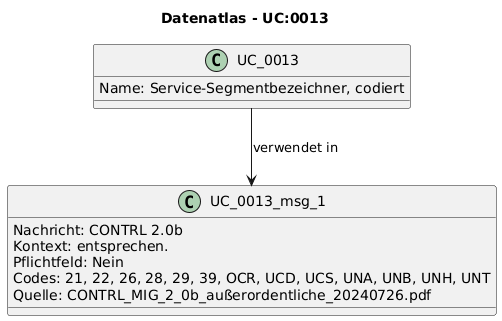 Datenatlas - UC:0013
C UC_0013
Name: Service-Segmentbezeichner, codiert
verwendet in
C UC_0013_msg_1
Nachricht: CONTRL 2.0b
Kontext: entsprechen.
Pflichtfeld: Nein
Codes: 21, 22, 26, 28, 29, 39, OCR, UCD, UCS, UNA, UNB, UNH, UNT
Quelle: CONTRL_MIG_2_0b_außerordentliche_20240726.pdf